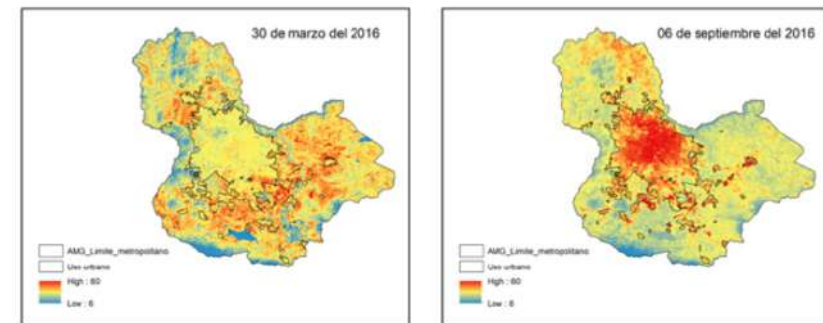 30 de marzo del 2016
AMG_Limite_metropolitano
Uso urbano
High : 60
Low : 6
06 de septiembre del 2016
AMG_Limite_metropolitano
Uso urbano
High : 60
Low : 6